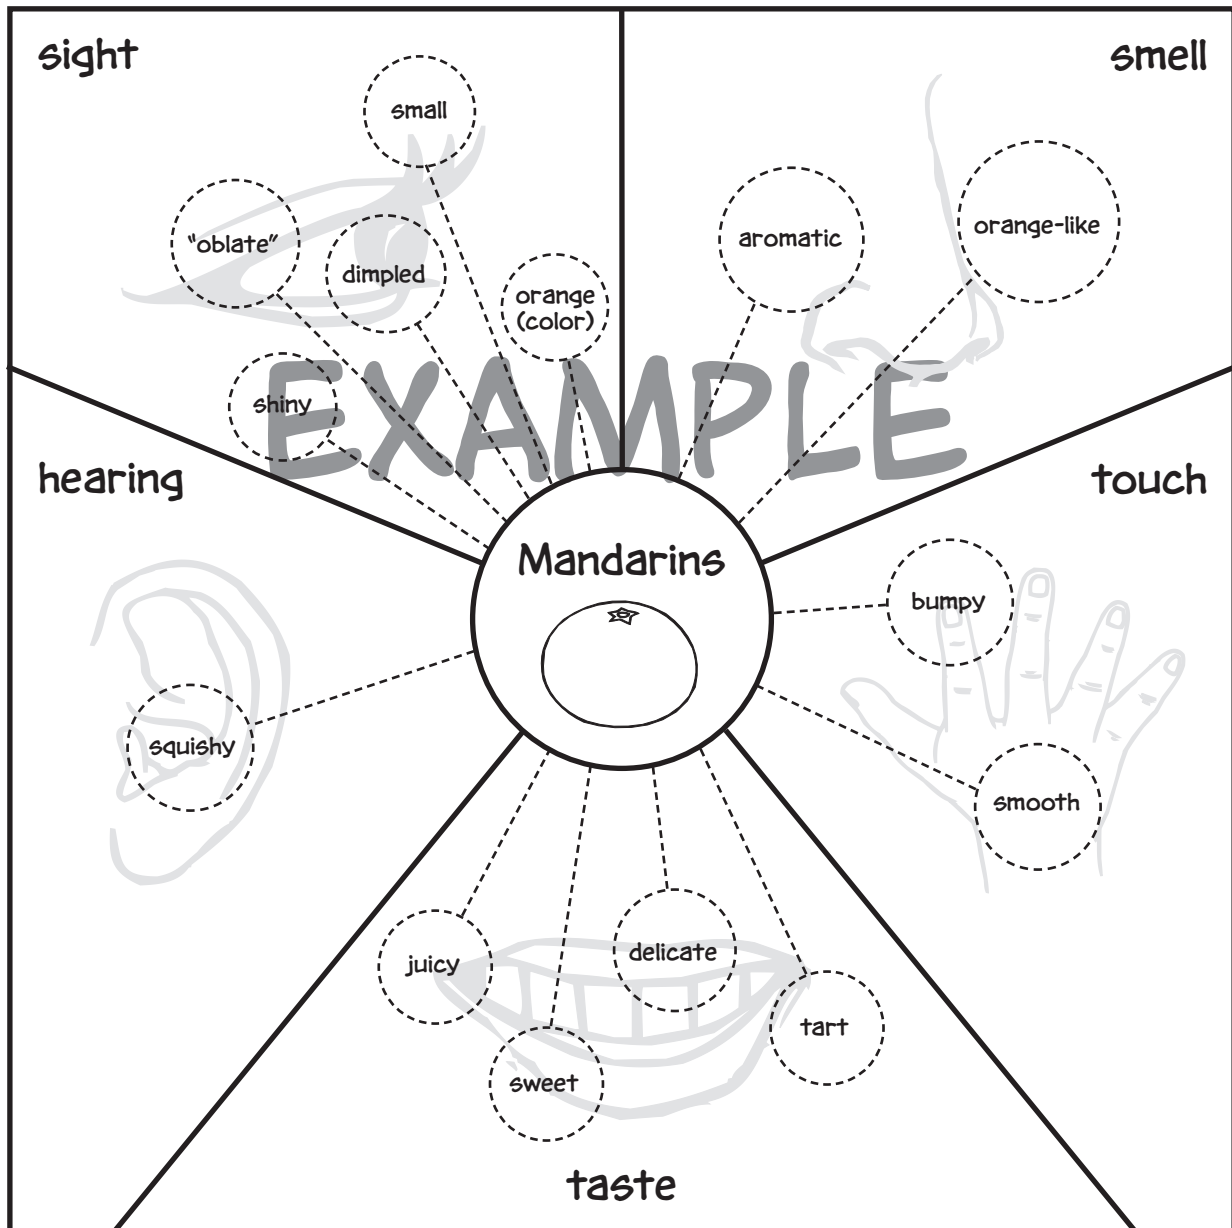 sight
smell
small
"oblate"
dimpled
orange
(color)
shiny
aromatic
orange-like
EXAMPLE
hearing
touch
Mandarins
bumpy
squishy
smooth
juicy
delicate
tart
sweet
taste